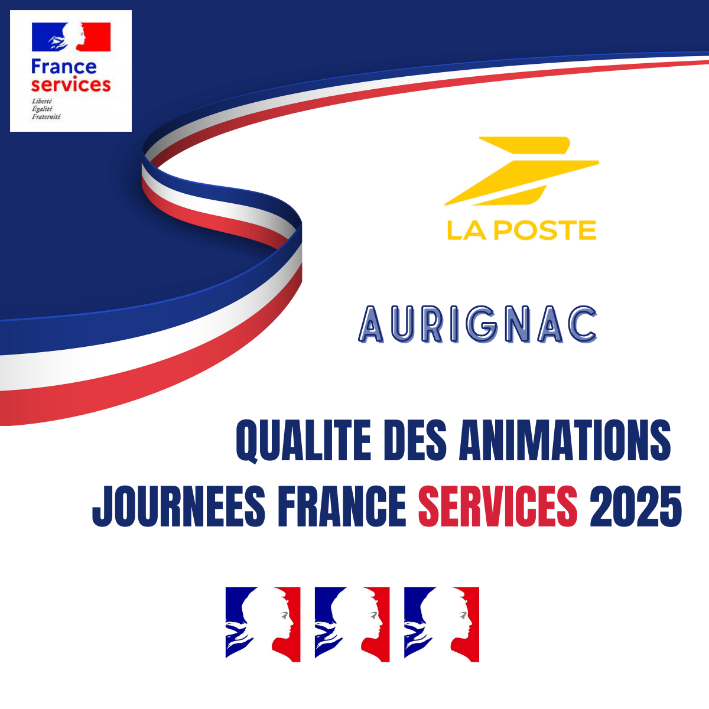 France
services
Liberté
Égalité
Fraternité
LA POSTE
AURIGNAC
QUALITE DES ANIMATIONS
JOURNEES FRANCE SERVICES 2025